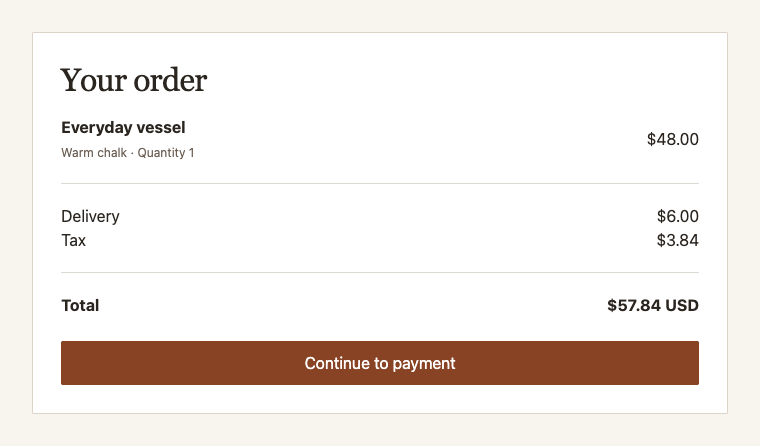 Your order
Everyday vessel
Warm chalk · Quantity 1
$48.00
Delivery $6.00
Tax $3.84
Total $57.84 USD
Continue to payment